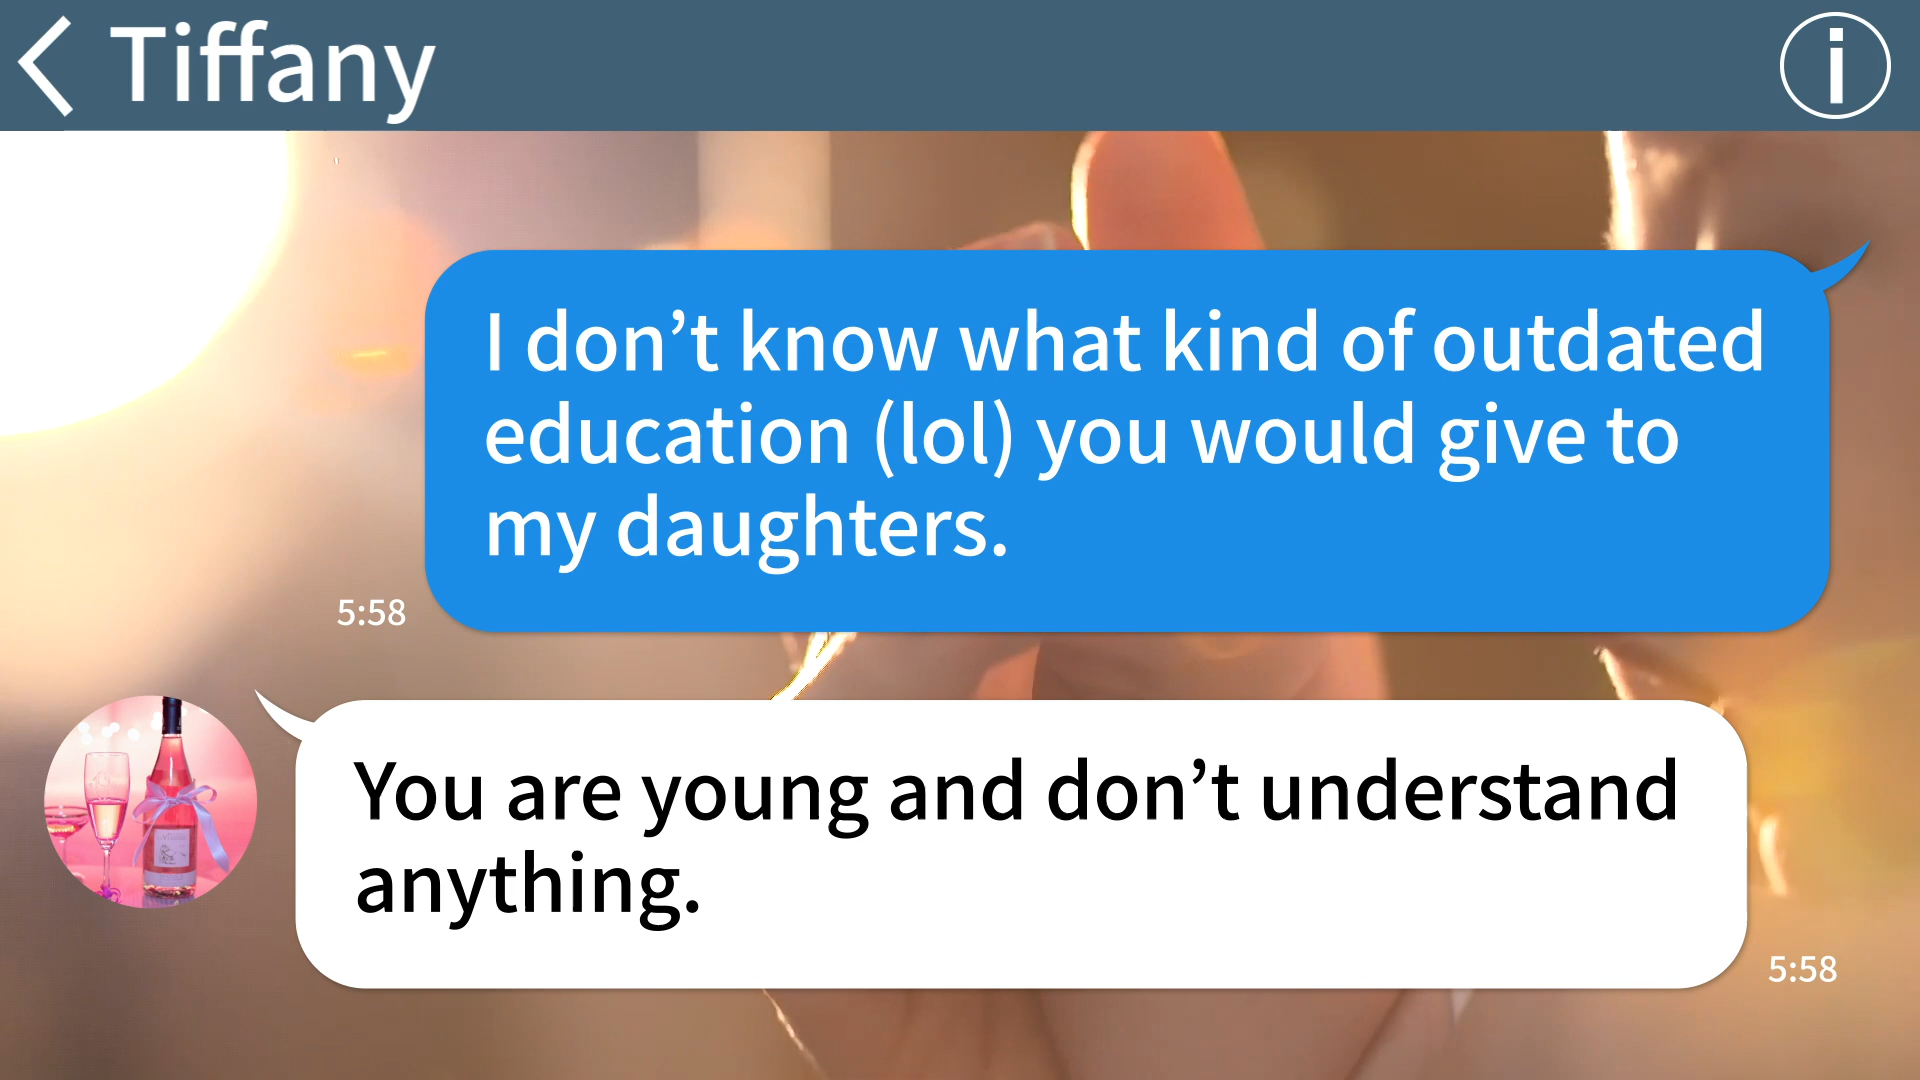 Tiffany
I don’t know what kind of outdated
education (lol) you would give to
my daughters.
5:58
You are young and don’t understand
anything.
5:58